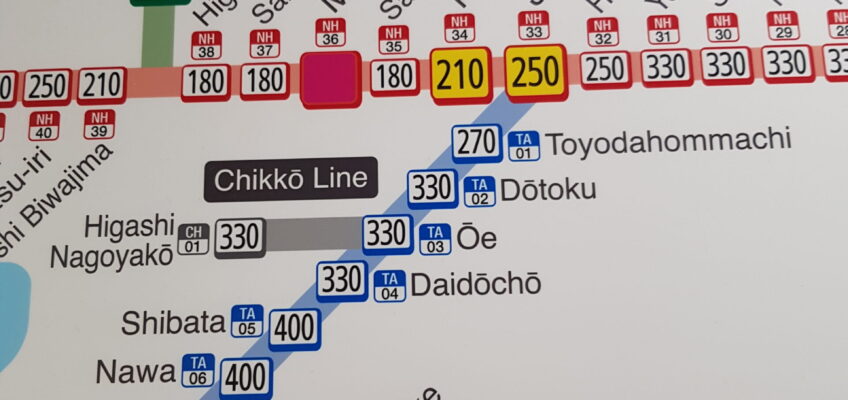 NH 38
NH 37
NH 36
NH 35
NH 34
NH 33
NH 32
NH 31
NH 30
NH 29
250
210
180
180
180
210
250
250
330
330
330
NH 40
NH 39
Biwajima
270
TA 01
Toyodahommachi
Chikkō Line
330
TA 02
Dōtoku
Higashi
Nagoyakō
CH 01
330
330
TA 03
Ōe
330
TA 04
Daidōchō
Shibata
TA 05
400
Nawa
TA 06
400